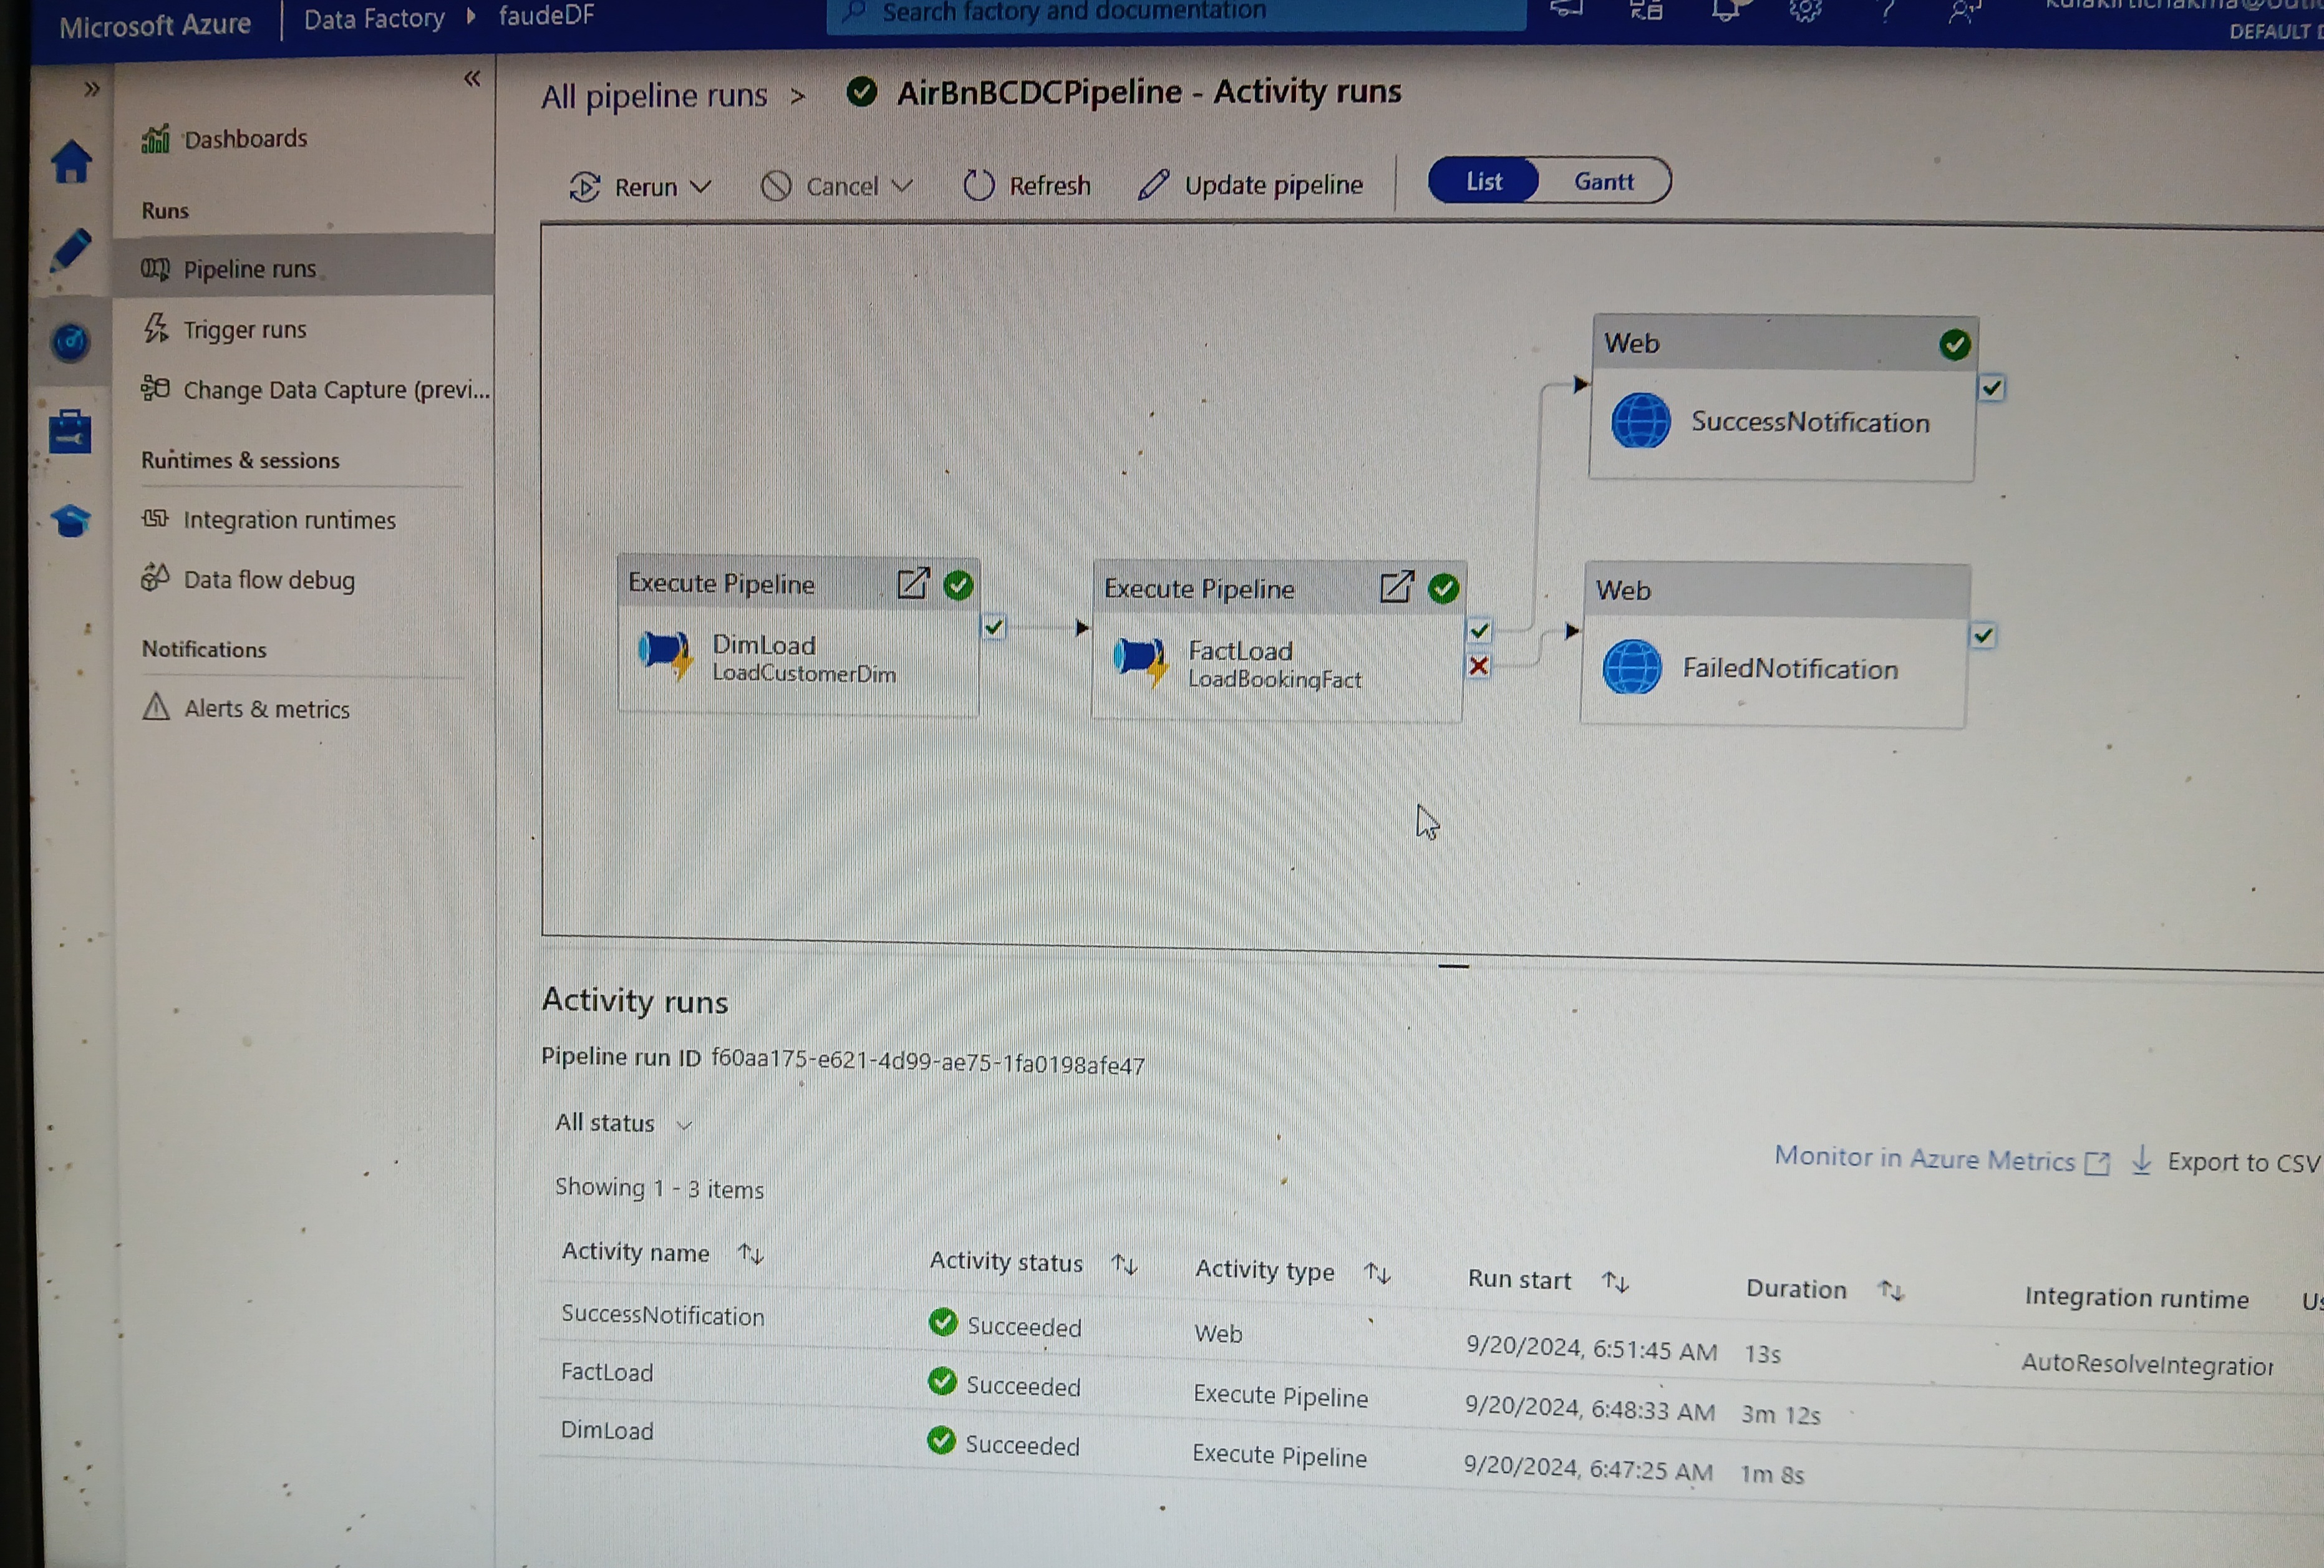 Microsoft Azure | Data Factory ▸ faudeDF
Search factory and documentation
DEFAULT
»
«
Dashboards
Runs
Pipeline runs
Trigger runs
Change Data Capture (previ...
Runtimes & sessions
Integration runtimes
Data flow debug
Notifications
Alerts & metrics
All pipeline runs > AirBnBCDCPipeline - Activity runs
Rerun Cancel Refresh Update pipeline List Gantt
Web
SuccessNotification
Execute Pipeline
DimLoad
LoadCustomerDim
Execute Pipeline
FactLoad
LoadBookingFact
Web
FailedNotification
Activity runs
Pipeline run ID f60aa175-e621-4d99-ae75-1fa0198afe47
All status
Monitor in Azure Metrics Export to CSV
Showing 1 - 3 items
Activity name Activity status Activity type Run start Duration Integration runtime Us
SuccessNotification Succeeded Web 9/20/2024, 6:51:45 AM 13s AutoResolveIntegration
FactLoad Succeeded Execute Pipeline 9/20/2024, 6:48:33 AM 3m 12s
DimLoad Succeeded Execute Pipeline 9/20/2024, 6:47:25 AM 1m 8s